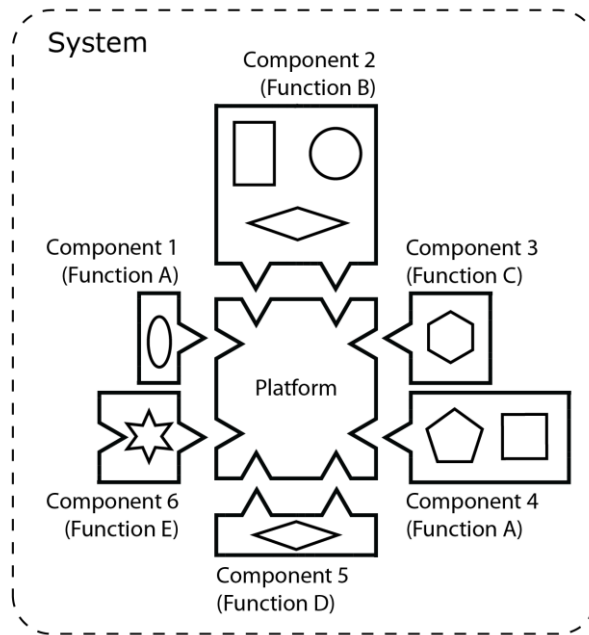 System
Component 2
(Function B)
Component 1
(Function A)
Component 3
(Function C)
Platform
Component 6
(Function E)
Component 4
(Function A)
Component 5
(Function D)